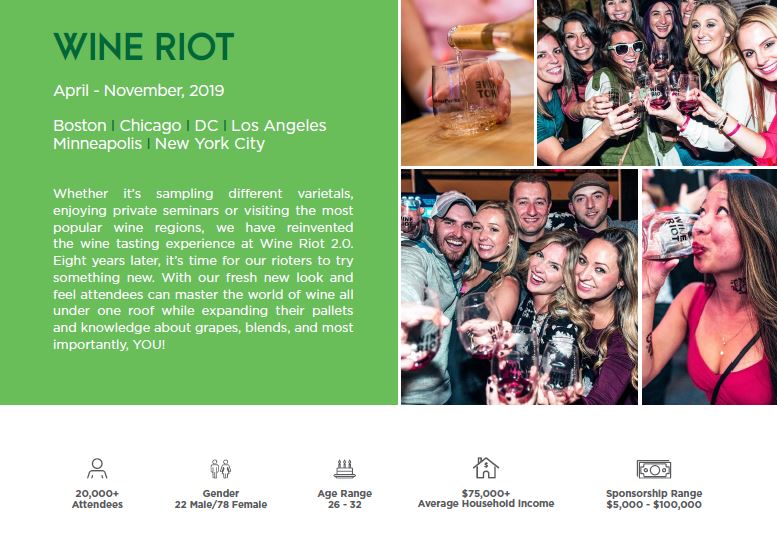 WINE RIOT
April - November, 2019
Boston | Chicago | DC | Los Angeles
Minneapolis | New York City
Whether it's sampling different varietals,
enjoying private seminars or visiting the most
popular wine regions, we have reinvented
the wine tasting experience at Wine Riot 2.0.
Eight years later, it's time for our rioters to try
something new. With our fresh new look and
feel attendees can master the world of wine all
under one roof while expanding their pallets
and knowledge about grapes, blends, and most
importantly, YOU!
WINE
RIOT
WINE
RIOT
20,000+
Attendees
Gender
22 Male/78 Female
Age Range
26 - 32
$75,000+
Average Household Income
Sponsorship Range
$5,000 - $100,000